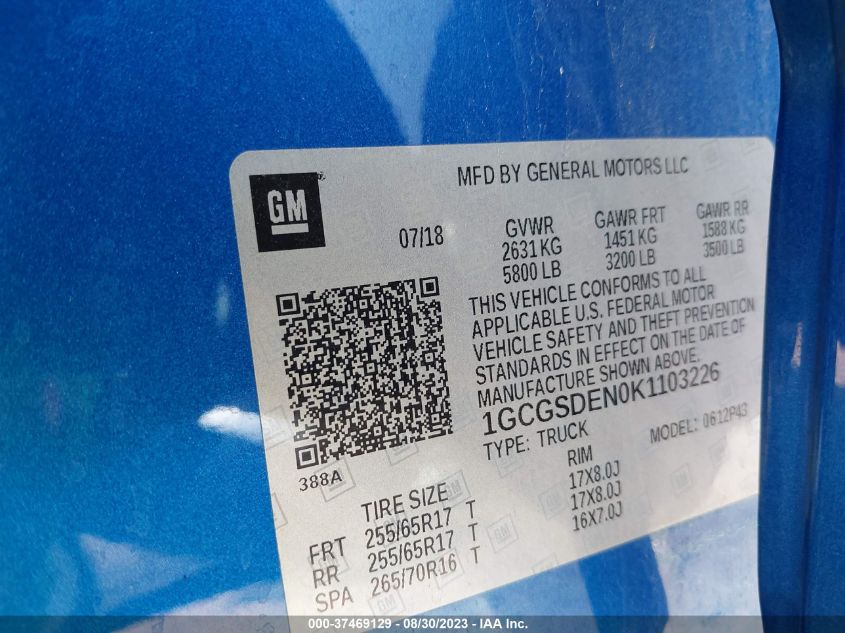 MFD BY GENERAL MOTORS LLC
GM
07/18
GVWR GAWR FRT GAWR RR
2631 KG 1451 KG 1588 KG
5800 LB 3200 LB 3500 LB
THIS VEHICLE CONFORMS TO ALL
APPLICABLE U.S. FEDERAL MOTOR
VEHICLE SAFETY AND THEFT PREVENTION
STANDARDS IN EFFECT ON THE DATE OF
MANUFACTURE SHOWN ABOVE.
1GCGSDEN0K1103226
TYPE: TRUCK MODEL: 0612P43
388A
TIRE SIZE RIM
FRT 255/65R17 T 17X8.0J
RR 255/65R17 T 17X8.0J
SPA 265/70R16 T 16X7.0J
000-37469129 - 08/30/2023 - IAA Inc.